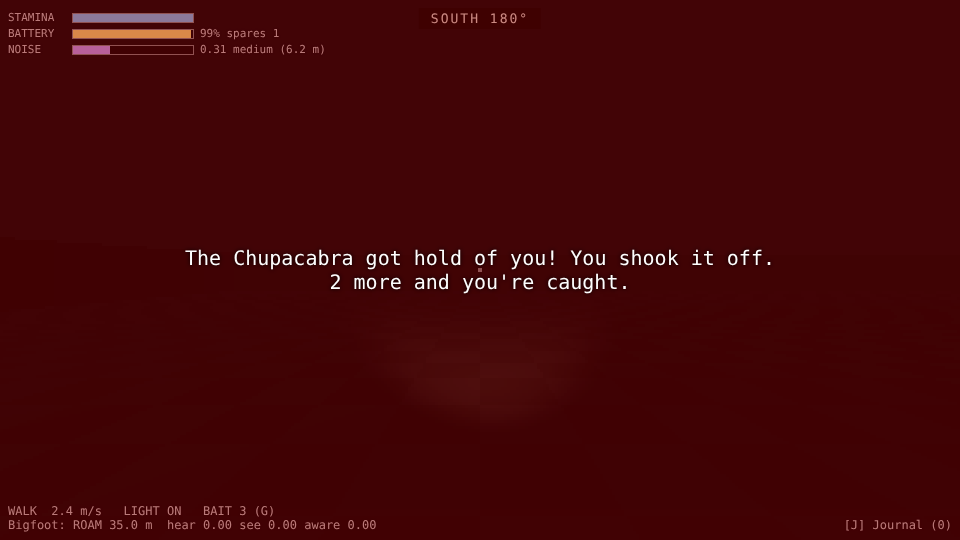 SOUTH 180°
STAMINA
BATTERY 99% spares 1
NOISE 0.31 medium (6.2 m)
The Chupacabra got hold of you! You shook it off.
2 more and you're caught.
WALK 2.4 m/s LIGHT ON BAIT 3 (G)
Bigfoot: ROAM 35.0 m hear 0.00 see 0.00 aware 0.00
[J] Journal (0)